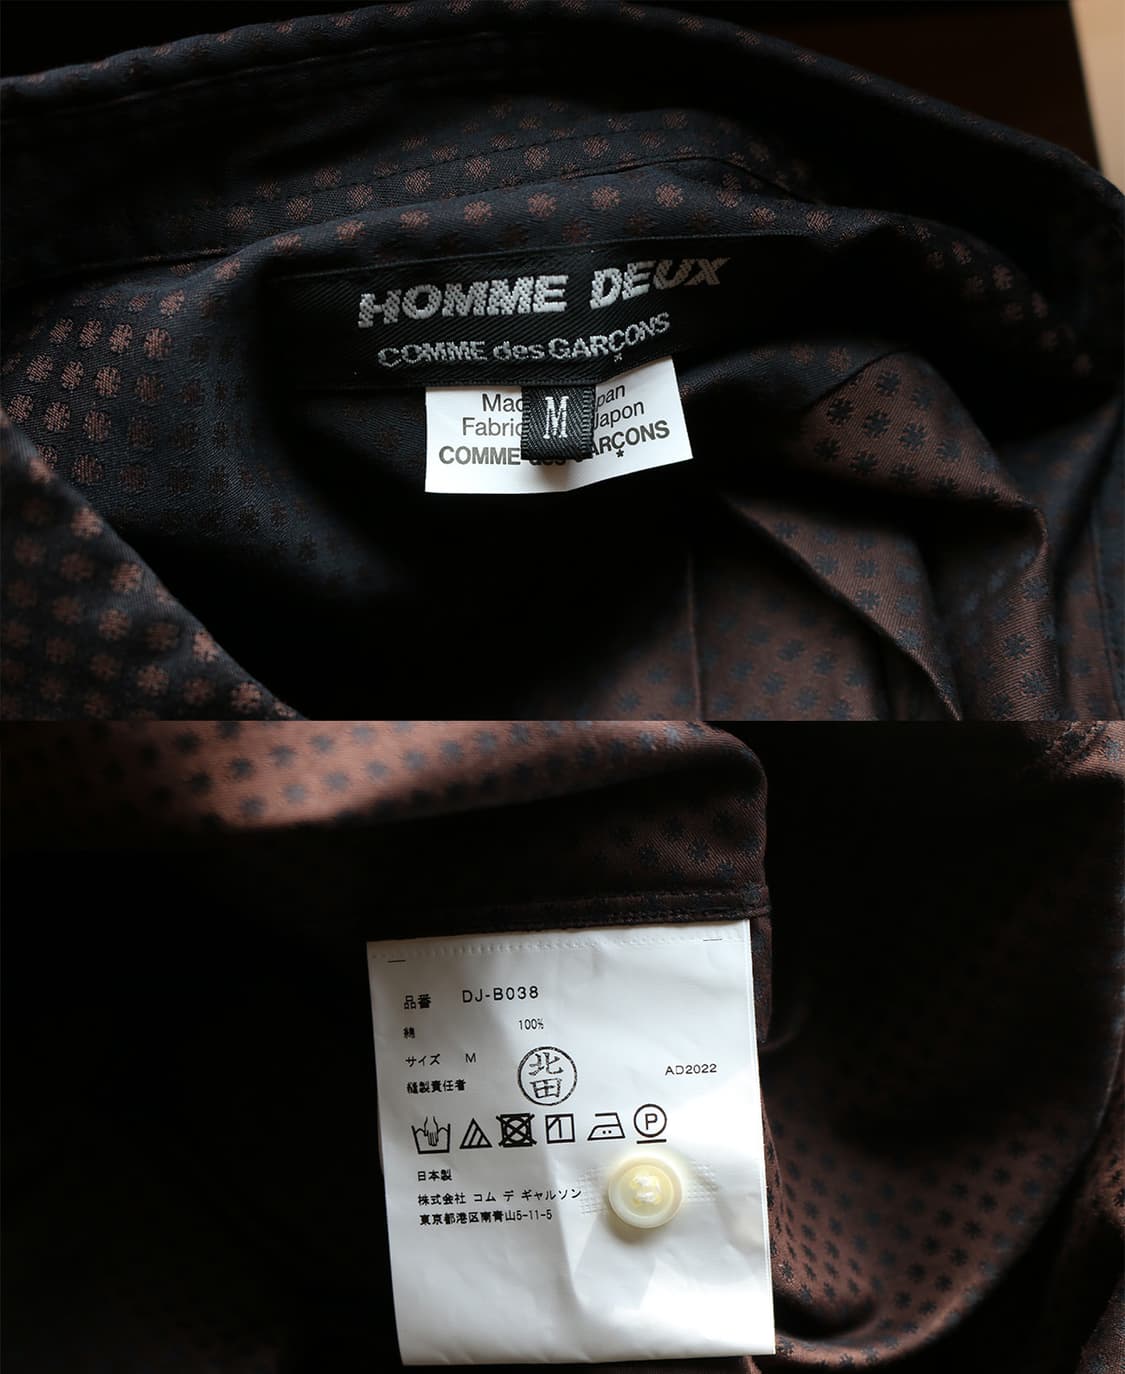 HOMME DEUX
COMME des GARÇONS
M
COMME des GARÇONS
品番 DJ-B038
綿 100%
サイズ M
北田
縫製責任者
AD2022
P
日本製
株式会社 コム デ ギャルソン
東京都港区南青山5-11-5